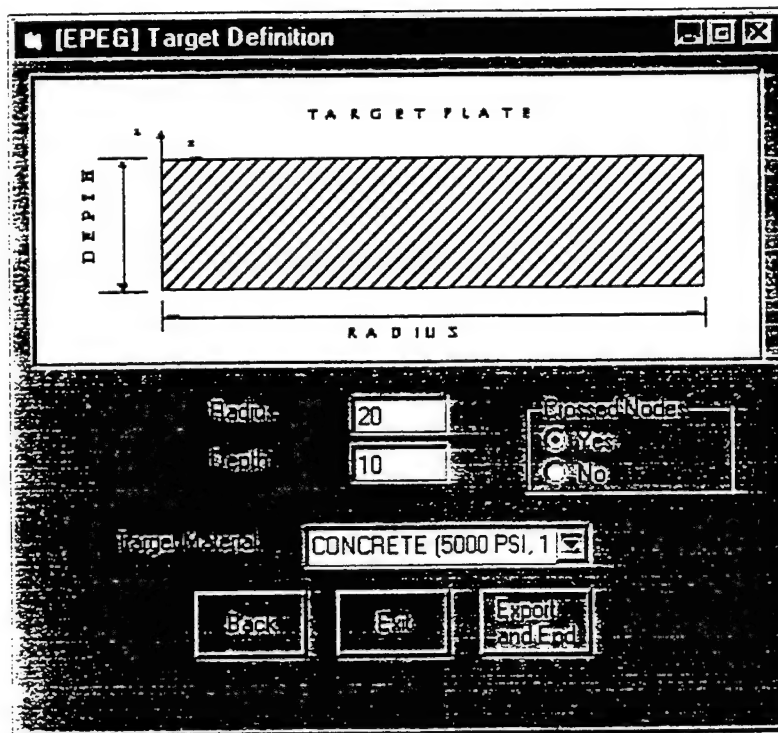 [EPEG] Target Definition
TARGET PLATE
z
x
DEPTH
RADIUS
Radius 20
Depth 10
Crossed Nodes
Yes
No
Target Material CONCRETE (5000 PSI, 1
Back Exit Export and End